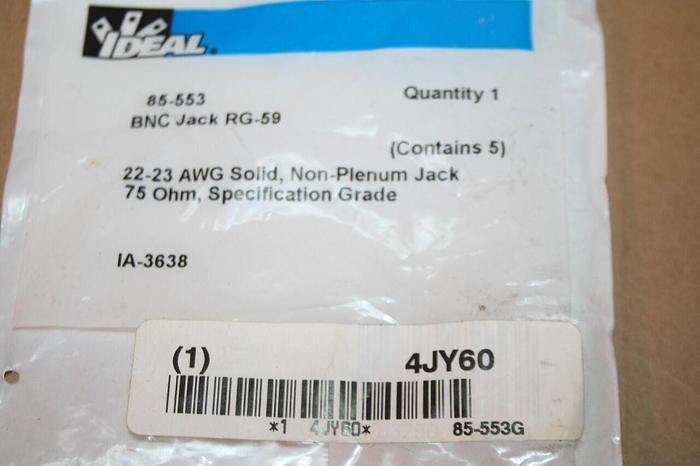 IDEAL®
85-553 Quantity 1
BNC Jack RG-59
(Contains 5)
22-23 AWG Solid, Non-Plenum Jack
75 Ohm, Specification Grade
IA-3638
(1) 4JY60
*1 4JY60* 85-553G